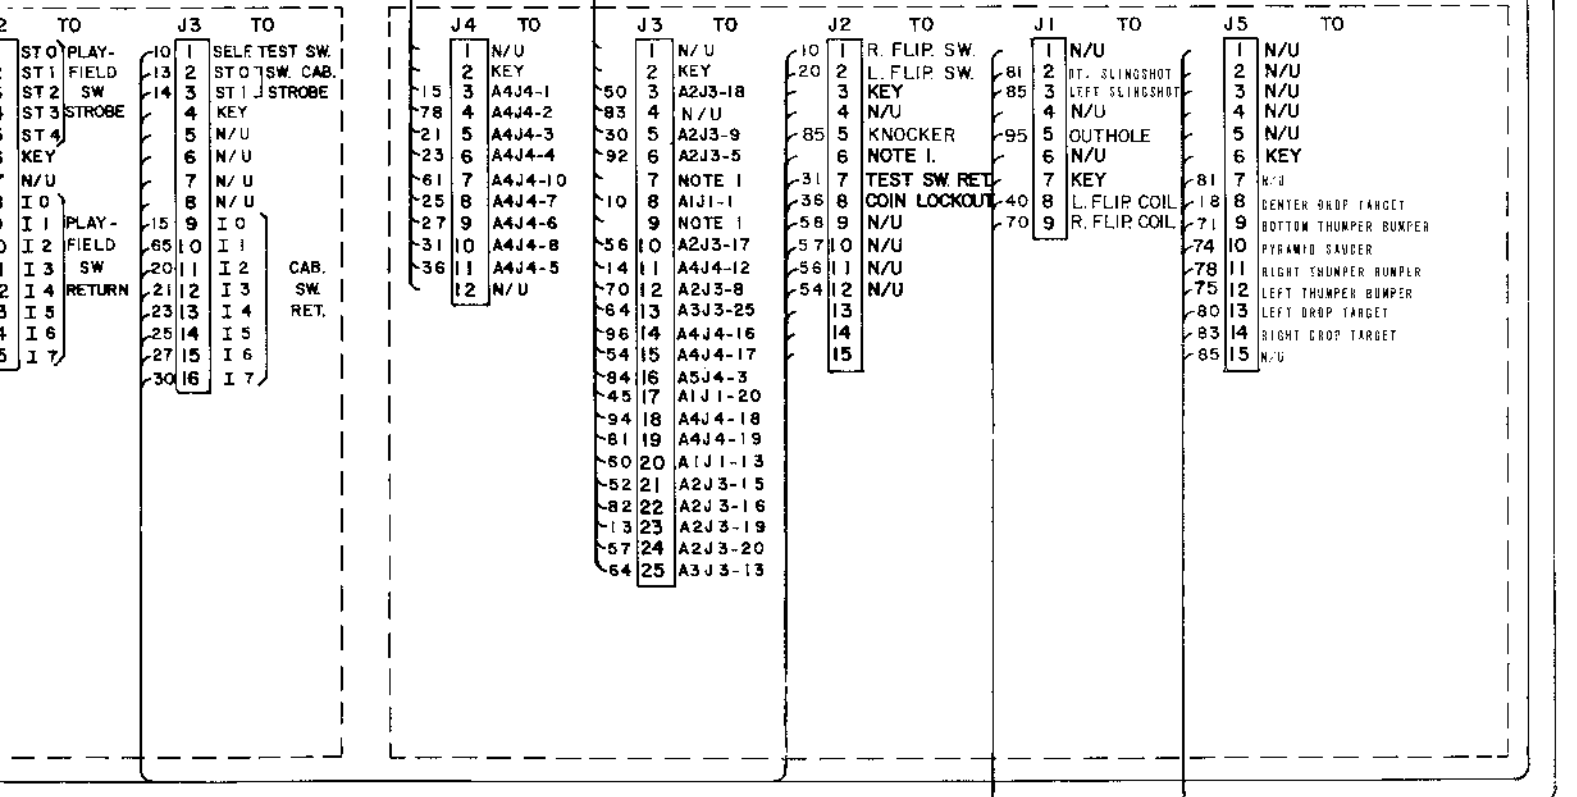 2 TO
ST 0 PLAY-
ST 1 FIELD
ST 2 SW
ST 3 STROBE
ST 4
KEY
N/U
I 0
I 1 PLAY-
I 2 FIELD
I 3 SW
I 4 RETURN
I 5
I 6
I 7
J3 TO
10 1 SELF TEST SW.
13 2 ST 0 SW. CAB.
14 3 ST 1 STROBE
4 KEY
5 N/U
6 N/U
7 N/U
8 N/U
15 9 I 0
65 10 I 1
20 11 I 2 CAB.
21 12 I 3 SW.
23 13 I 4 RET.
25 14 I 5
27 15 I 6
30 16 I 7
J4 TO
1 N/U
2 KEY
15 3 A4J4-1
78 4 A4J4-2
21 5 A4J4-3
23 6 A4J4-4
61 7 A4J4-10
25 8 A4J4-7
27 9 A4J4-6
31 10 A4J4-8
36 11 A4J4-5
12 N/U
J3 TO
1 N/U
2 KEY
50 3 A2J3-18
83 4 N/U
30 5 A2J3-9
92 6 A2J3-5
7 NOTE 1
10 8 A1J1-1
9 NOTE 1
56 10 A2J3-17
14 11 A4J4-12
70 12 A2J3-8
64 13 A3J3-25
96 14 A4J4-16
54 15 A4J4-17
84 16 A5J4-3
45 17 A1J1-20
94 18 A4J4-18
81 19 A4J4-19
60 20 A1J1-13
52 21 A2J3-15
82 22 A2J3-16
13 23 A2J3-19
57 24 A2J3-20
64 25 A3J3-13
J2 TO
10 1 R. FLIP. SW.
20 2 L. FLIP. SW.
3 KEY
4 N/U
85 5 KNOCKER
6 NOTE 1.
31 7 TEST SW. RET.
36 8 COIN LOCKOUT
58 9 N/U
57 10 N/U
56 11 N/U
54 12 N/U
13
14
15
J1 TO
1 N/U
81 2 RT. SLINGSHOT
85 3 LEFT SLINGSHOT
4 N/U
95 5 OUTHOLE
6 N/U
7 KEY
40 8 L. FLIP. COIL
70 9 R. FLIP. COIL
J5 TO
1 N/U
2 N/U
3 N/U
4 N/U
5 N/U
6 KEY
81 7 N/U
18 8 CENTER DROP TARGET
71 9 BOTTOM THUMPER BUMPER
74 10 PYRAMID SAUCER
78 11 RIGHT THUMPER BUMPER
75 12 LEFT THUMPER BUMPER
80 13 LEFT DROP TARGET
83 14 RIGHT DROP TARGET
85 15 N/U